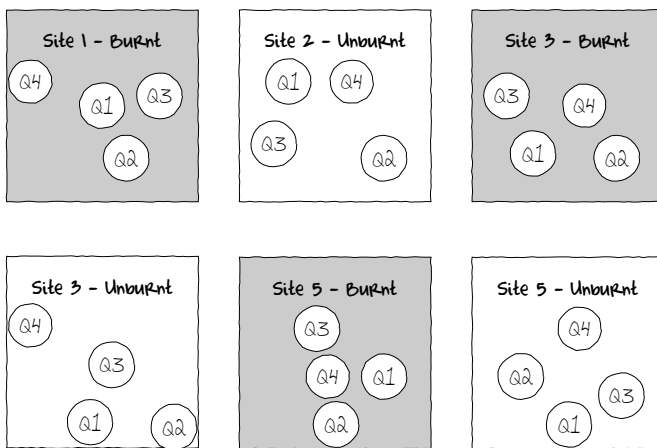 Site 1 - Burnt
Q4
Q1
Q3
Q2
Site 2 - Unburnt
Q1
Q4
Q3
Q2
Site 3 - Burnt
Q3
Q4
Q1
Q2
Site 3 - Unburnt
Q4
Q3
Q1
Q2
Site 5 - Burnt
Q3
Q4
Q1
Q2
Site 5 - Unburnt
Q4
Q2
Q3
Q1